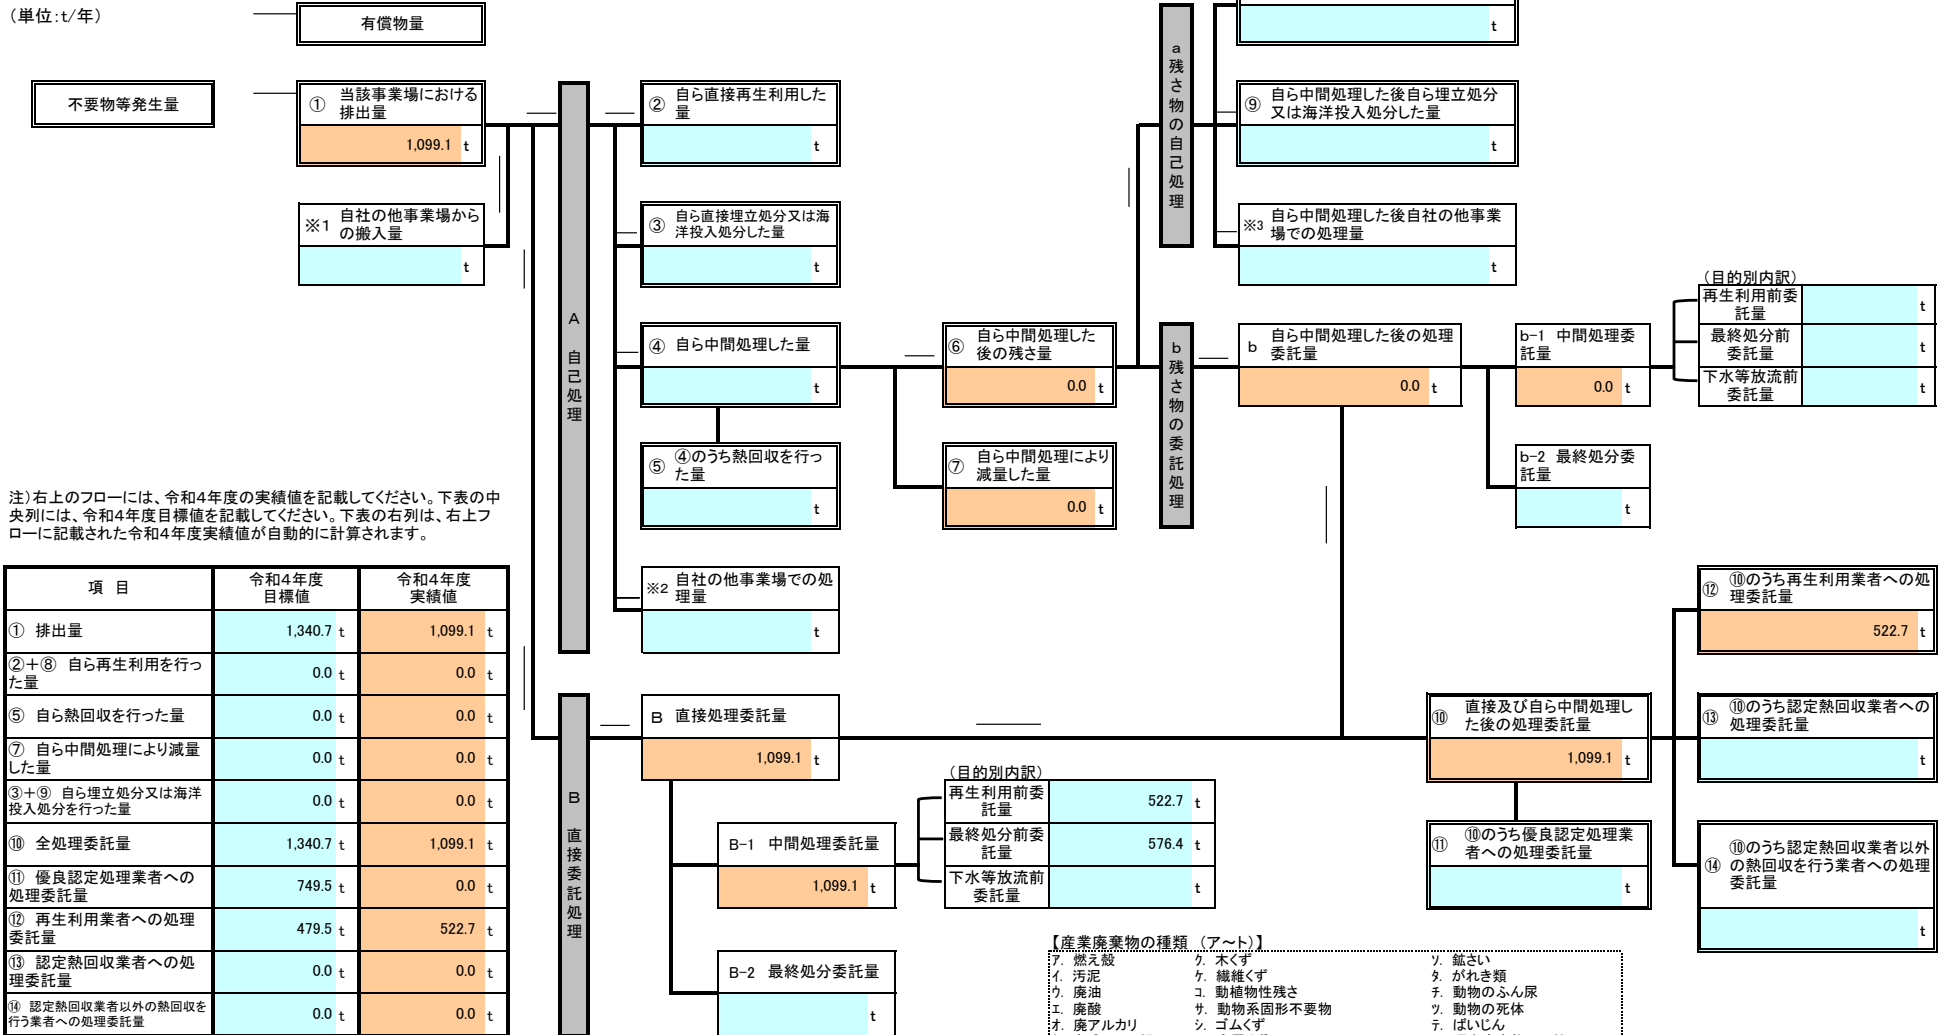 (単位:t/年)
有償物量
t
不要物等発生量
① 当該事業場における
排出量
1,099.1 t
② 自ら直接再生利用した
量
t
⑨ 自ら中間処理した後自ら埋立処分
又は海洋投入処分した量
t
a 残さ物の自己処理
※1 自社の他事業場から
の搬入量
t
③ 自ら直接埋立処分又は海
洋投入処分した量
t
※3 自ら中間処理した後自社の他事業
場での処理量
t
A 自己処理
④ 自ら中間処理した量
t
⑥ 自ら中間処理した
後の残さ量
0.0 t
b 残さ物の委託処理
b 自ら中間処理した後の処理
委託量
0.0 t
b-1 中間処理委
託量
0.0 t
(目的別内訳)
再生利用前委
託量
t
最終処分前
委託量
t
下水等放流前
委託量
t
⑤ ④のうち熱回収を行っ
た量
t
⑦ 自ら中間処理により
減量した量
0.0 t
b-2 最終処分委
託量
t
注)右上のフローには、令和4年度の実績値を記載してください。下表の中
央列には、令和4年度目標値を記載してください。下表の右列は、右上フ
ローに記載された令和4年度実績値が自動的に計算されます。
※2 自社の他事業場での処
理量
t
項 目 令和4年度
目標値 令和4年度
実績値
① 排出量 1,340.7 t 1,099.1 t
②+⑧ 自ら再生利用を行っ
た量 0.0 t 0.0 t
⑤ 自ら熱回収を行った量 0.0 t 0.0 t
⑦ 自ら中間処理により減量
した量 0.0 t 0.0 t
③+⑨ 自ら埋立処分又は海洋
投入処分を行った量 0.0 t 0.0 t
⑩ 全処理委託量 1,340.7 t 1,099.1 t
⑪ 優良認定処理業者への
処理委託量 749.5 t 0.0 t
⑫ 再生利用業者への処理
委託量 479.5 t 522.7 t
⑬ 認定熱回収業者への処
理委託量 0.0 t 0.0 t
⑭ 認定熱回収業者以外の熱回収を
行う業者への処理委託量 0.0 t 0.0 t
B 直接委託処理
B 直接処理委託量
1,099.1 t
B-1 中間処理委託量
1,099.1 t
(目的別内訳)
再生利用前委
託量
522.7 t
最終処分前委
託量
576.4 t
下水等放流前
委託量
t
B-2 最終処分委託量
t
⑩ 直接及び自ら中間処理し
た後の処理委託量
1,099.1 t
⑪ ⑩のうち優良認定処理業
者への処理委託量
t
⑫ ⑩のうち再生利用業者への処
理委託量
522.7 t
⑬ ⑩のうち認定熱回収業者への
処理委託量
t
⑭ ⑩のうち認定熱回収業者以外
の熱回収を行う業者への処理
委託量
t
【産業廃棄物の種類 (ア~ト)】
ア. 燃え殻 ク. 木くず ソ. 鉱さい
イ. 汚泥 ケ. 繊維くず タ. がれき類
ウ. 廃油 コ. 動植物性残さ チ. 動物のふん尿
エ. 廃酸 サ. 動物系固形不要物 ツ. 動物の死体
オ. 廃アルカリ シ. ゴムくず テ. ばいじん